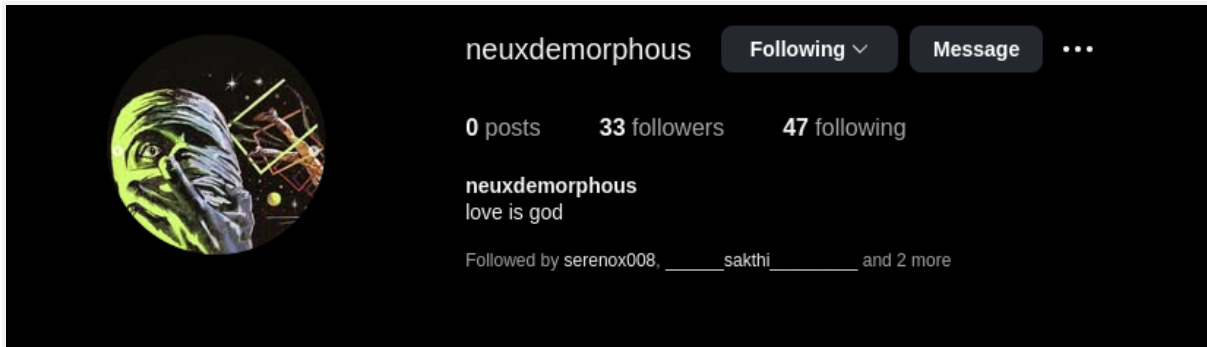 neuxdemorphous Following Message
0 posts 33 followers 47 following
neuxdemorphous
love is god
Followed by serenox008, ______sakthi_________ and 2 more